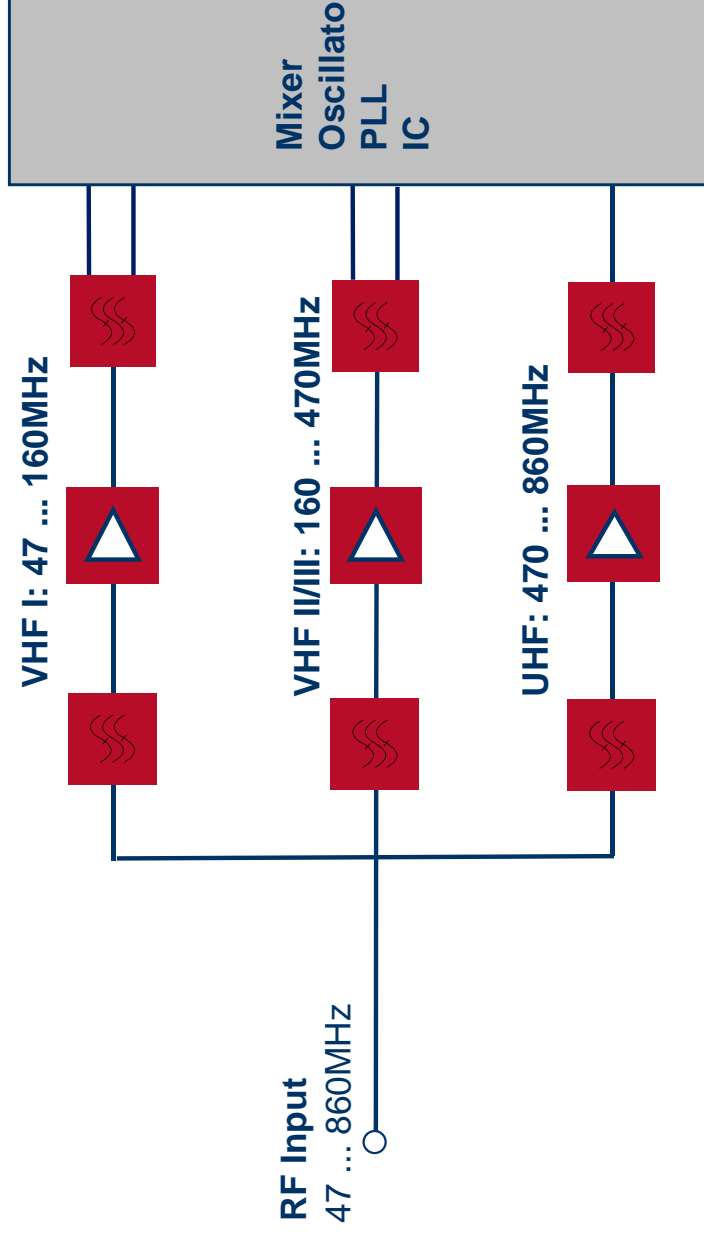 RF Input
47 ... 860MHz
VHF I: 47 ... 160MHz
VHF II/III: 160 ... 470MHz
UHF: 470 ... 860MHz
Mixer
Oscillato
PLL
IC